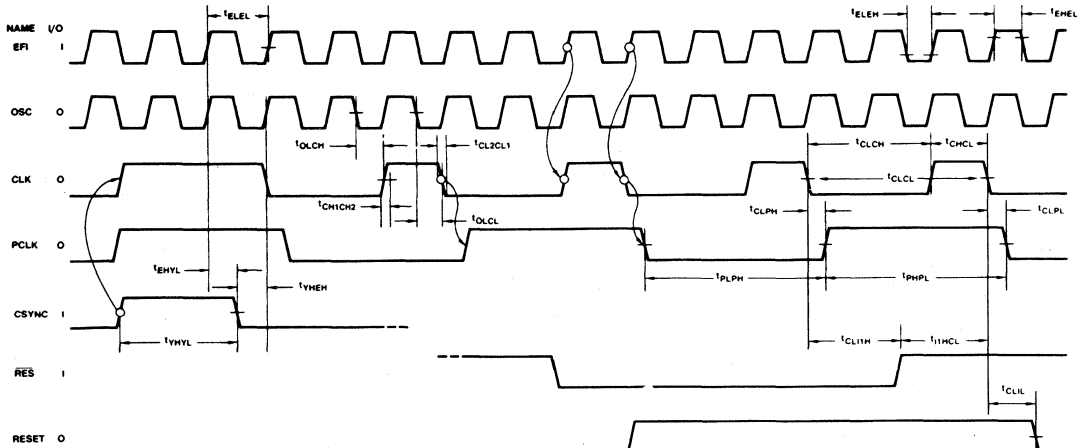 NAME I/O
tELEL
tELEH
tEHEL
EFI I
OSC O
tOLCH
tCL2CL1
tCLCH
tCHCL
CLK O
tCLCL
tCH1CH2
tOLCL
tCLPH
tCLPL
PCLK O
tEHYL
tYHEH
tPLPH
tPHPL
CSYNC I
tYHYL
tCLI1H
tI1HCL
RES I
tCLIL
RESET O